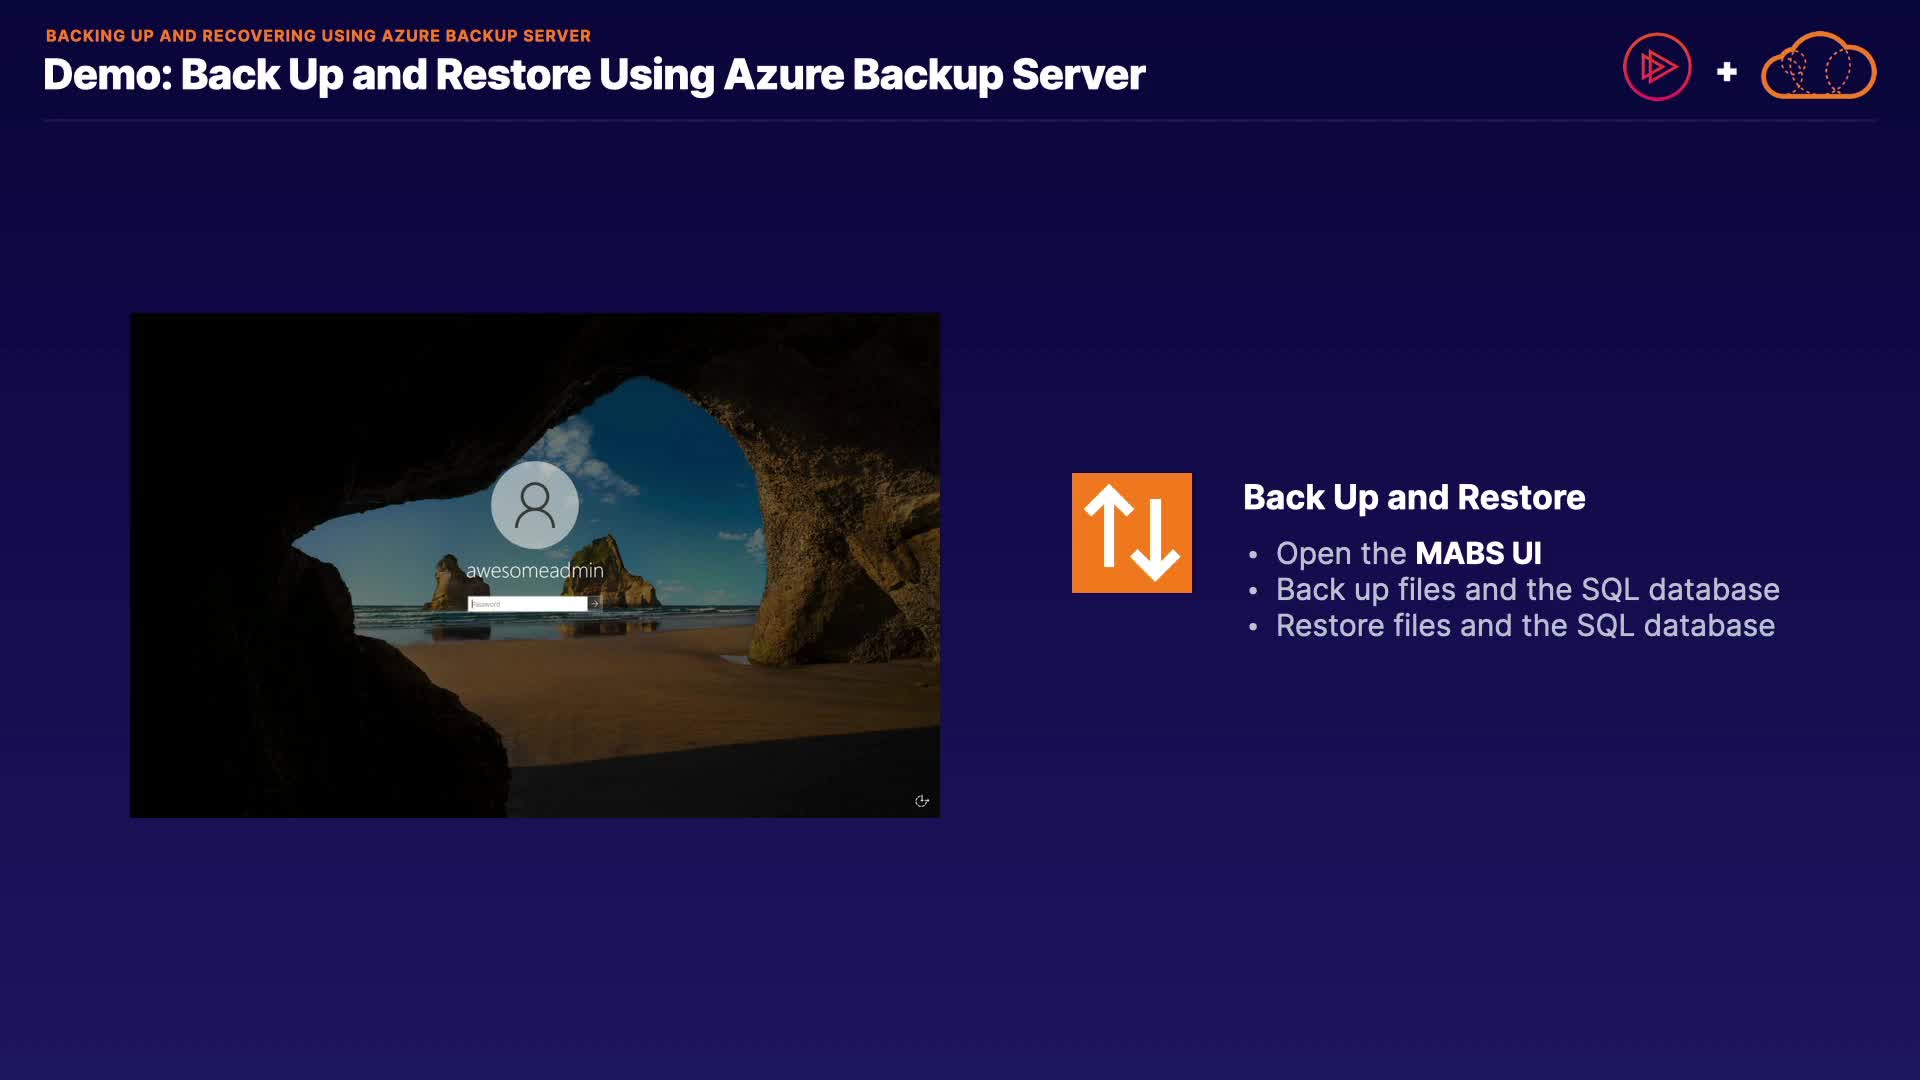 BACKING UP AND RECOVERING USING AZURE BACKUP SERVER
Demo: Back Up and Restore Using Azure Backup Server
awesomeadmin
Password
Back Up and Restore
• Open the MABS UI
• Back up files and the SQL database
• Restore files and the SQL database